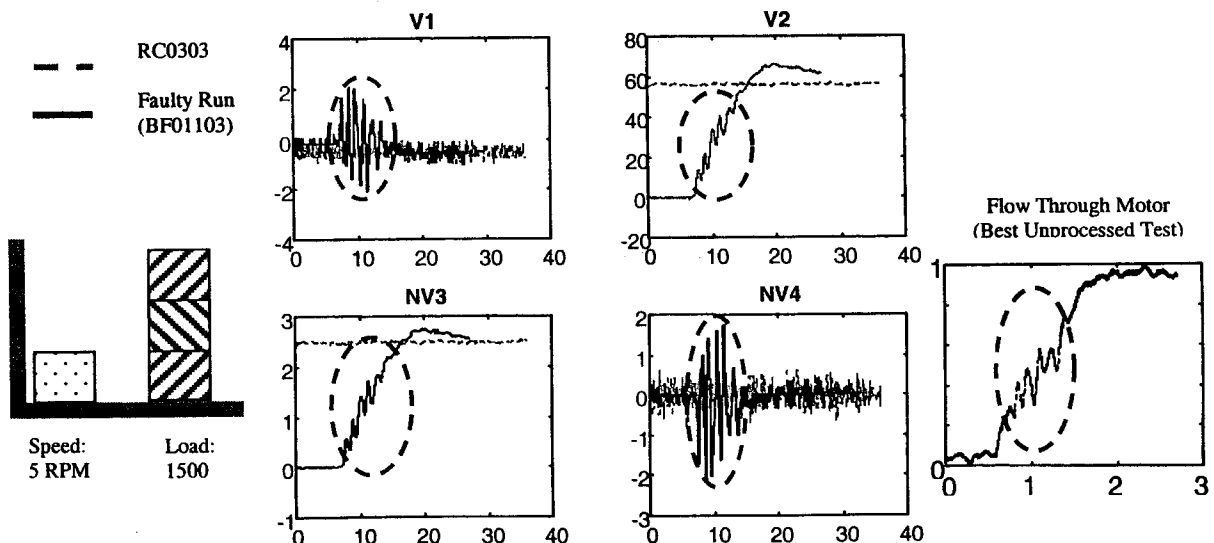 RC0303
Faulty Run
(BF01103)
Speed:
5 RPM
Load:
1500
V1
4
2
0
-2
-4
0 10 20 30 40
V2
80
60
40
20
0
-20
0 10 20 30 40
NV3
3
2
1
0
-1
0 10 20 30 40
NV4
2
1
0
-1
-2
-3
0 10 20 30 40
Flow Through Motor
(Best Unprocessed Test)
1
0
0 1 2 3